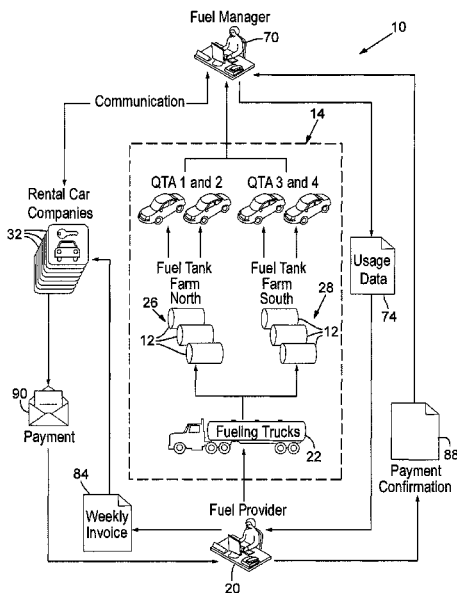 Fuel Manager
70
10
Communication
14
Rental Car
Companies
32
QTA 1 and 2
QTA 3 and 4
Fuel Tank
Farm
North
Fuel Tank
Farm
South
26
28
12
12
Usage
Data
74
90
Payment
Fueling Trucks
22
88
Payment
Confirmation
84
Weekly
Invoice
Fuel Provider
20